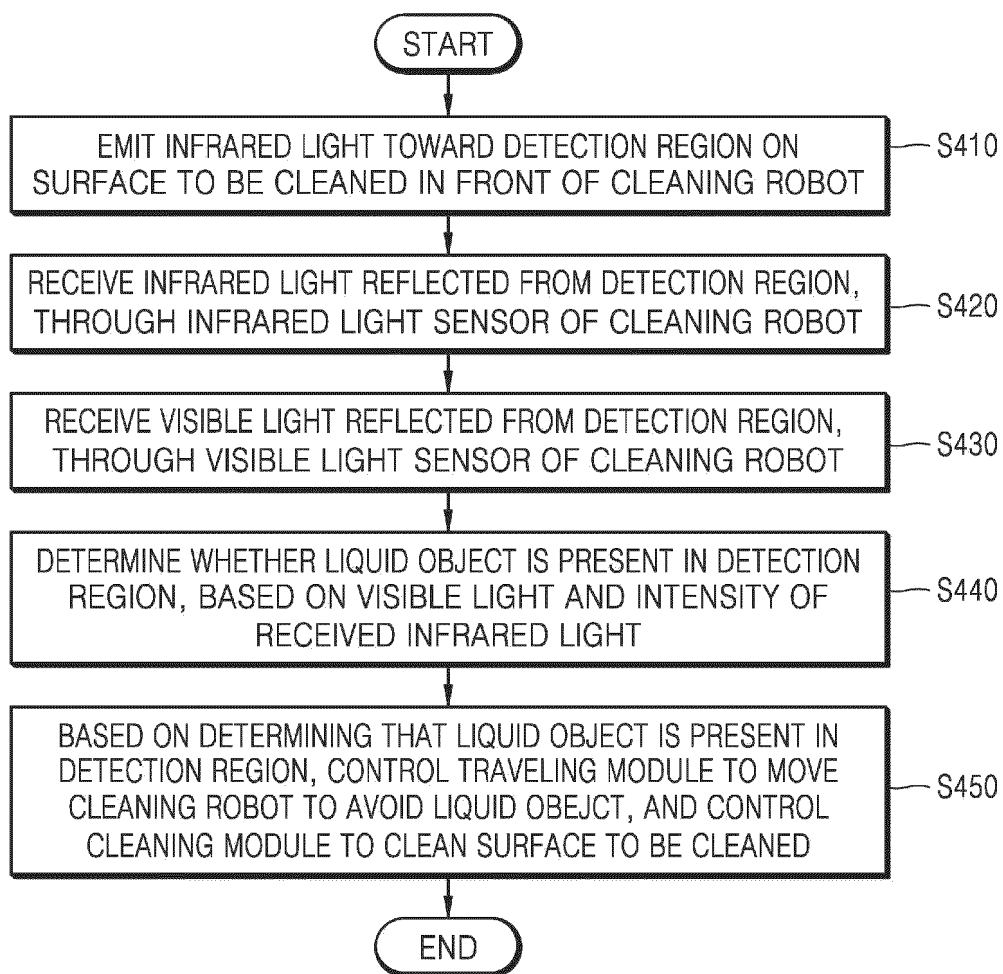 START
EMIT INFRARED LIGHT TOWARD DETECTION REGION ON
SURFACE TO BE CLEANED IN FRONT OF CLEANING ROBOT
S410
RECEIVE INFRARED LIGHT REFLECTED FROM DETECTION REGION,
THROUGH INFRARED LIGHT SENSOR OF CLEANING ROBOT
S420
RECEIVE VISIBLE LIGHT REFLECTED FROM DETECTION REGION,
THROUGH VISIBLE LIGHT SENSOR OF CLEANING ROBOT
S430
DETERMINE WHETHER LIQUID OBJECT IS PRESENT IN DETECTION
REGION, BASED ON VISIBLE LIGHT AND INTENSITY OF
RECEIVED INFRARED LIGHT
S440
BASED ON DETERMINING THAT LIQUID OBJECT IS PRESENT IN
DETECTION REGION, CONTROL TRAVELING MODULE TO MOVE
CLEANING ROBOT TO AVOID LIQUID OBEJCT, AND CONTROL
CLEANING MODULE TO CLEAN SURFACE TO BE CLEANED
S450
END